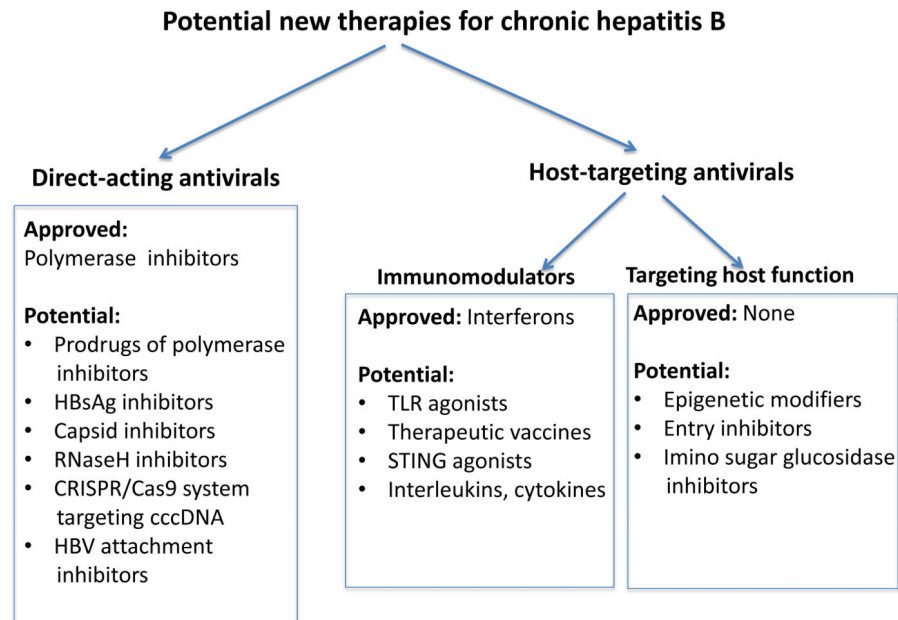 Potential new therapies for chronic hepatitis B
Direct-acting antivirals
Approved:
Polymerase inhibitors
Potential:
• Prodrugs of polymerase
inhibitors
• HBsAg inhibitors
• Capsid inhibitors
• RNaseH inhibitors
• CRISPR/Cas9 system
targeting cccDNA
• HBV attachment
inhibitors
Host-targeting antivirals
Immunomodulators
Approved: Interferons
Potential:
• TLR agonists
• Therapeutic vaccines
• STING agonists
• Interleukins, cytokines
Targeting host function
Approved: None
Potential:
• Epigenetic modifiers
• Entry inhibitors
• Imino sugar glucosidase
inhibitors